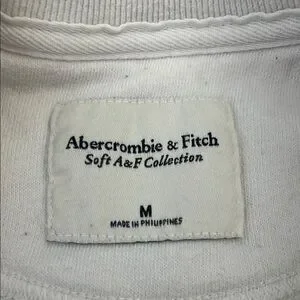 Abercrombie & Fitch
Soft A&F Collection
M
MADE IN PHILIPPINES